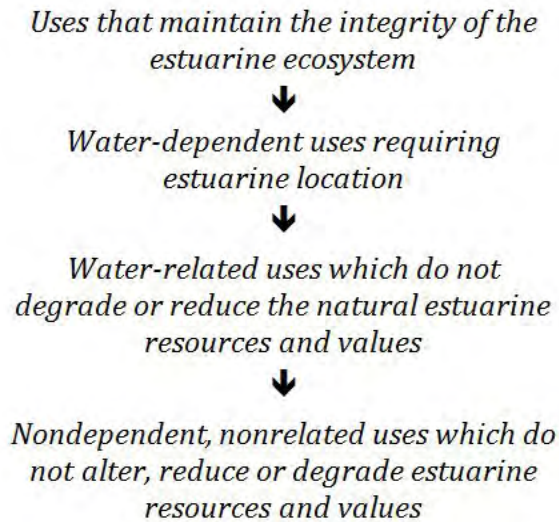 Uses that maintain the integrity of the
estuarine ecosystem
Water-dependent uses requiring
estuarine location
Water-related uses which do not
degrade or reduce the natural estuarine
resources and values
Nondependent, nonrelated uses which do
not alter, reduce or degrade estuarine
resources and values